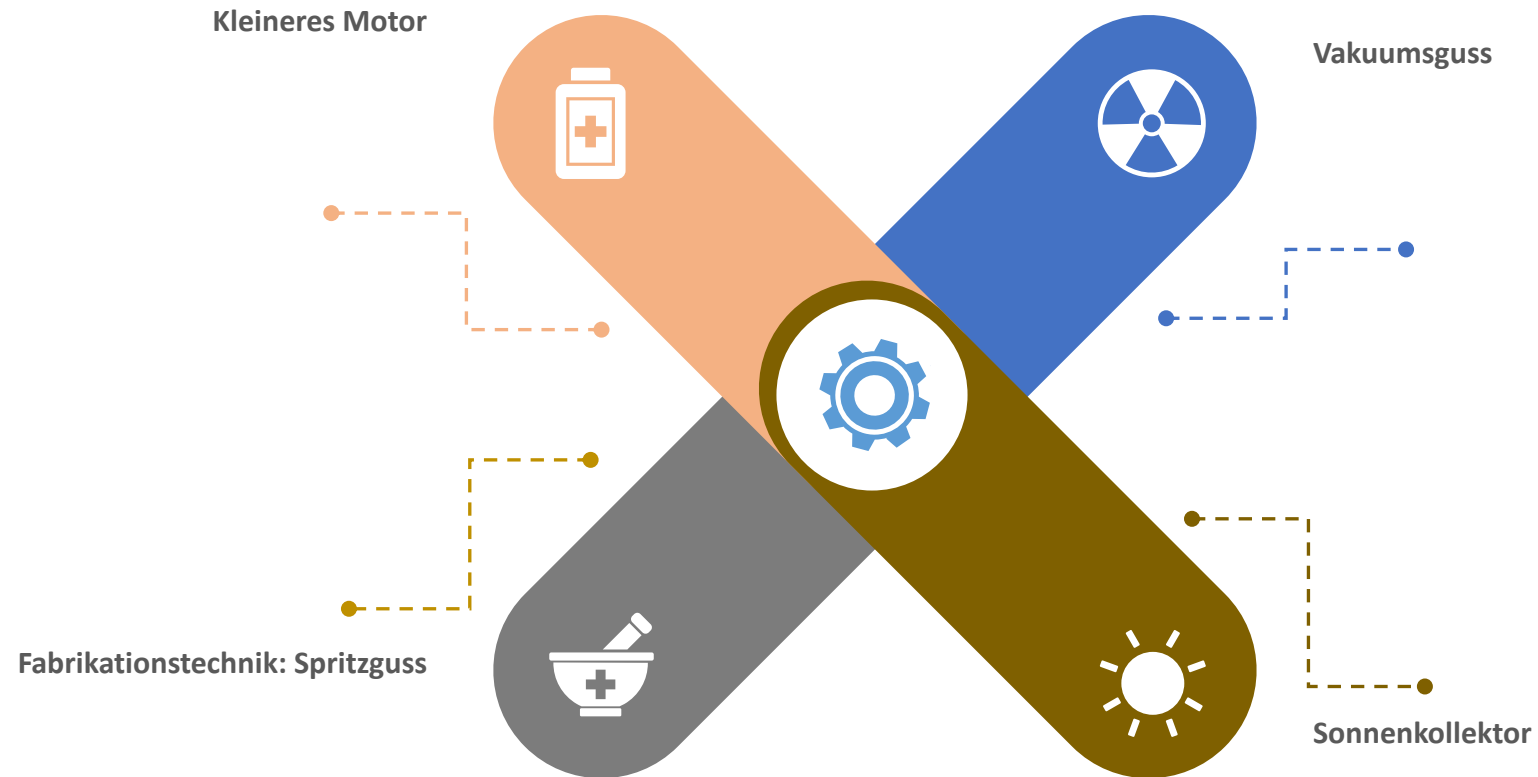 Kleineres Motor
Vakuumsguss
Fabrikationstechnik: Spritzguss
Sonnenkollektor